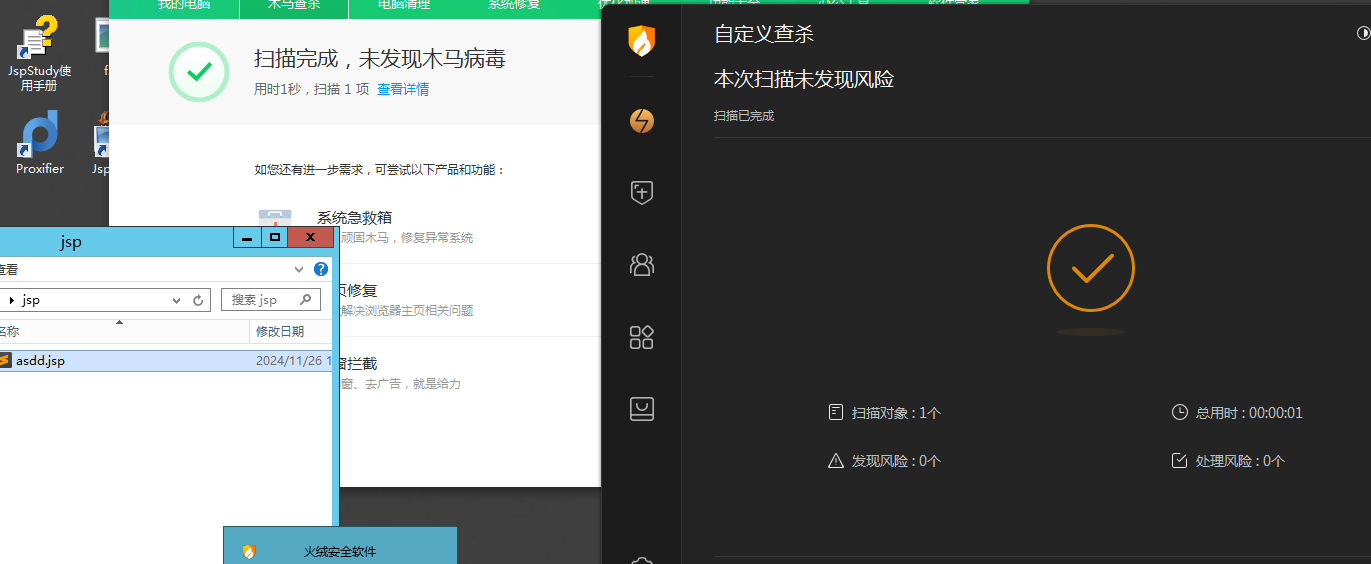 我的电脑
木马查杀
电脑清理
系统修复
JspStudy使
用手册
Proxifier
扫描完成，未发现木马病毒
用时1秒，扫描 1 项 查看详情
如您还有进一步需求，可尝试以下产品和功能：
系统急救箱
顽固木马，修复异常系统
页修复
解决浏览器主页相关问题
窗拦截
窗、去广告，就是给力
jsp
查看
jsp
搜索 jsp
名称
修改日期
asdd.jsp
2024/11/26 1
火绒安全软件
自定义查杀
本次扫描未发现风险
扫描已完成
扫描对象 : 1个
总用时 : 00:00:01
发现风险 : 0个
处理风险 : 0个